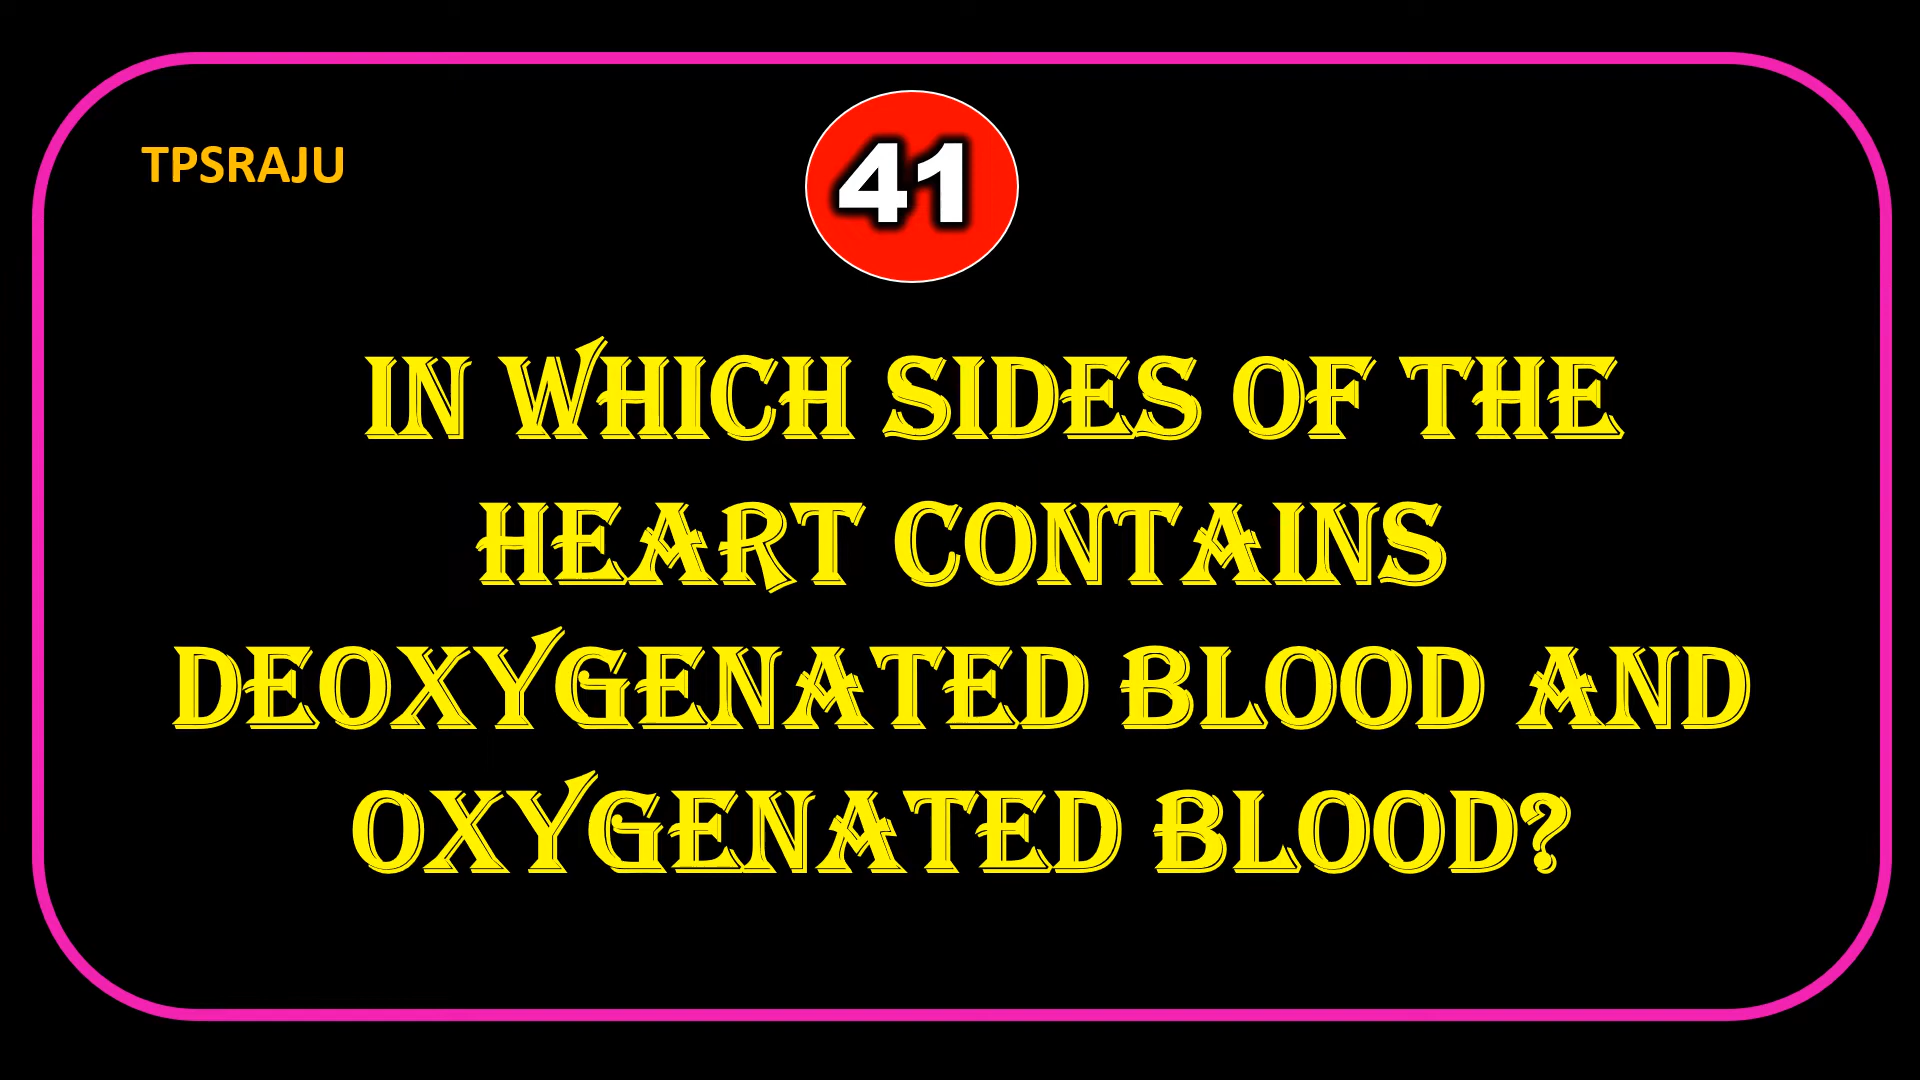 TPSRAJU
41
IN WHICH SIDES OF THE
HEART CONTAINS
DEOXYGENATED BLOOD AND
OXYGENATED BLOOD?